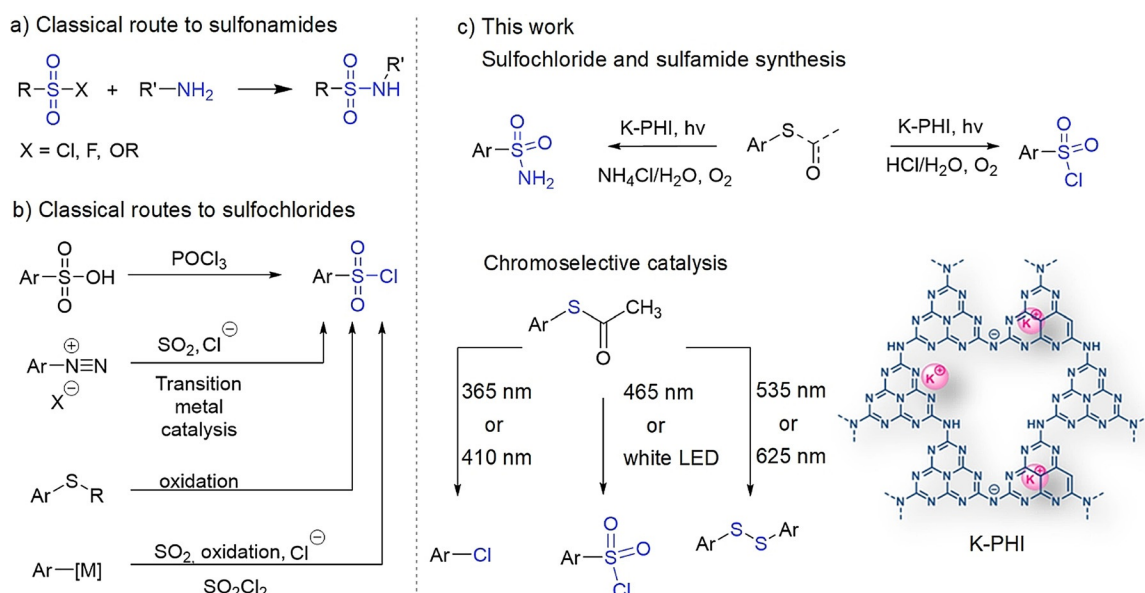 a) Classical route to sulfonamides
O
R–S–X + R'–NH₂
O
R'
O
R–S–NH
O
X = Cl, F, OR
b) Classical routes to sulfochlorides
O
Ar–S–OH
O
POCl₃
O
Ar–S–Cl
O
Ar–N≡N
+
X
−
SO₂, Cl −
Transition
metal
catalysis
Ar S R
oxidation
Ar–[M]
SO₂, oxidation, Cl −
SO₂Cl₂
c) This work
Sulfochloride and sulfamide synthesis
O
Ar–S=O
NH₂
K-PHI, hv
NH₄Cl/H₂O, O₂
Ar S
O
K-PHI, hv
HCl/H₂O, O₂
O
Ar–S=O
Cl
Chromoselective catalysis
Ar S CH₃
O
365 nm
or
410 nm
465 nm
or
white LED
535 nm
or
625 nm
Ar–Cl
O
Ar–S=O
Cl
Ar S S Ar
K +
K +
K +
K-PHI